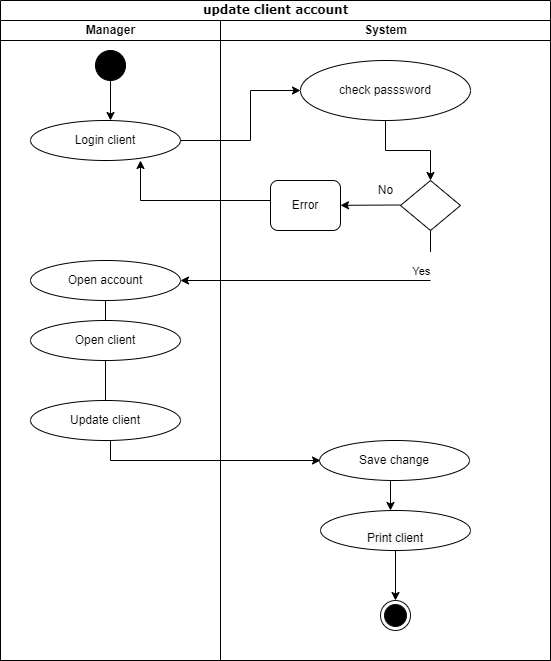 update client account
Manager
System
Login client
check passsword
No
Error
Yes
Open account
Open client
Update client
Save change
Print client